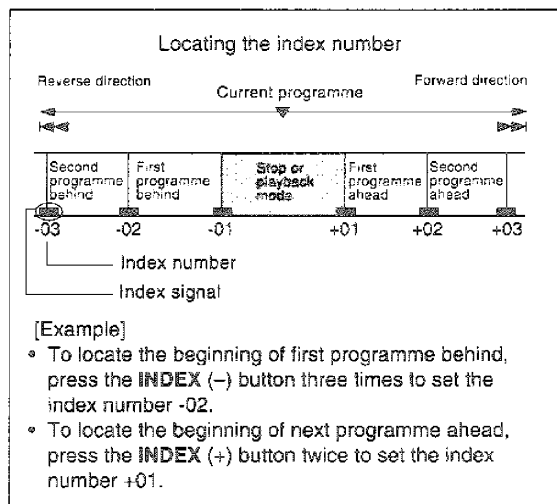 Locating the index number
Reverse direction
Forward direction
Current programme
Second programme behind
First programme behind
Stop or playback mode
First programme ahead
Second programme ahead
-03
-02
-01
+01
+02
+03
Index number
Index signal
[Example]
• To locate the beginning of first programme behind,
press the INDEX (–) button three times to set the
index number -02.
• To locate the beginning of next programme ahead,
press the INDEX (+) button twice to set the index
number +01.